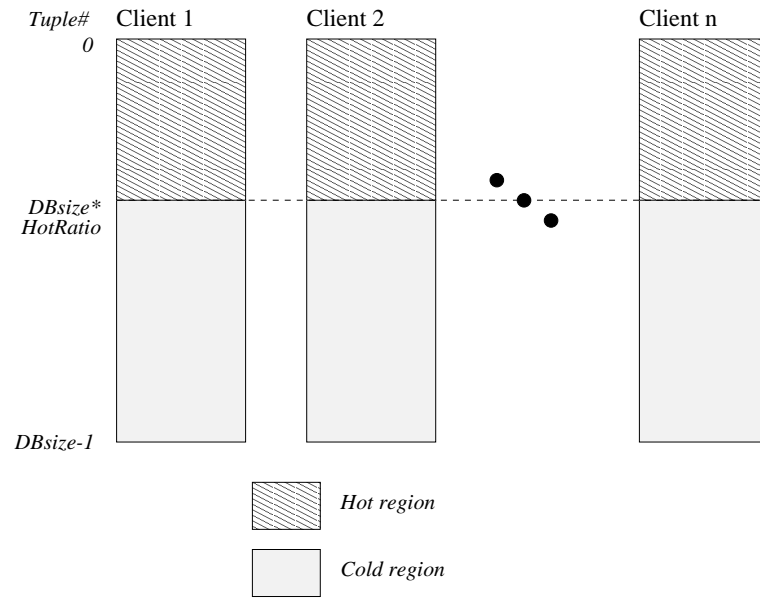 Tuple# Client 1 Client 2 Client n
0
DBsize*
HotRatio
DBsize-1
Hot region
Cold region